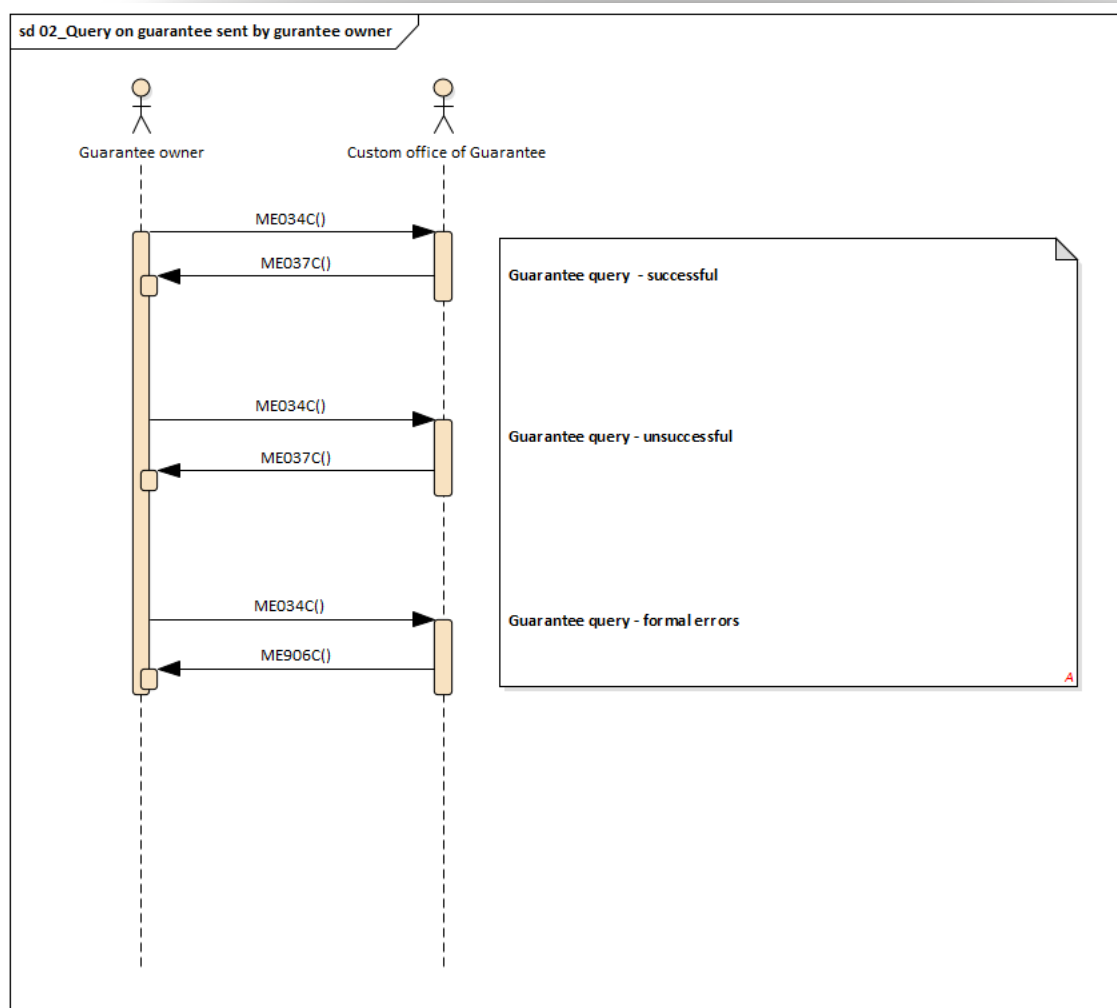 sd 02_Query on guarantee sent by gurantee owner
Guarantee owner
Custom office of Guarantee
ME034C()
ME037C()
Guarantee query - successful
ME034C()
Guarantee query - unsuccessful
ME037C()
ME034C()
Guarantee query - formal errors
ME906C()
A